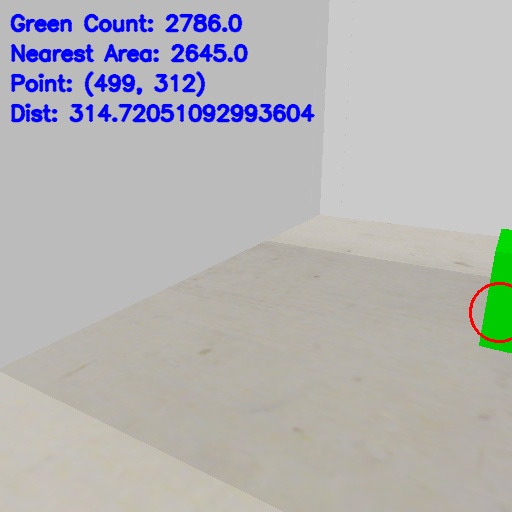 Green Count: 2786.0
Nearest Area: 2645.0
Point: (499, 312)
Dist: 314.72051092993604